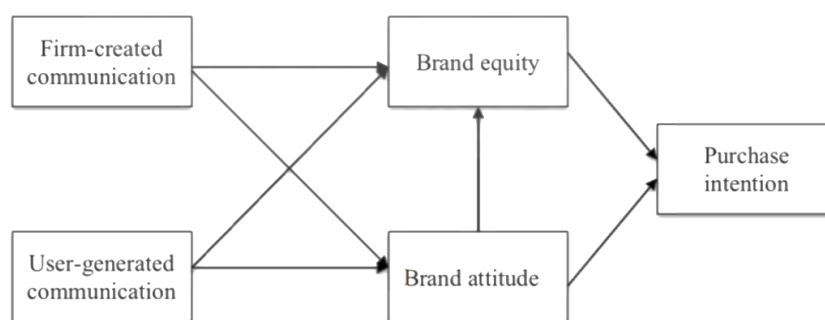 Firm-created
communication
Brand equity
Purchase
intention
User-generated
communication
Brand attitude